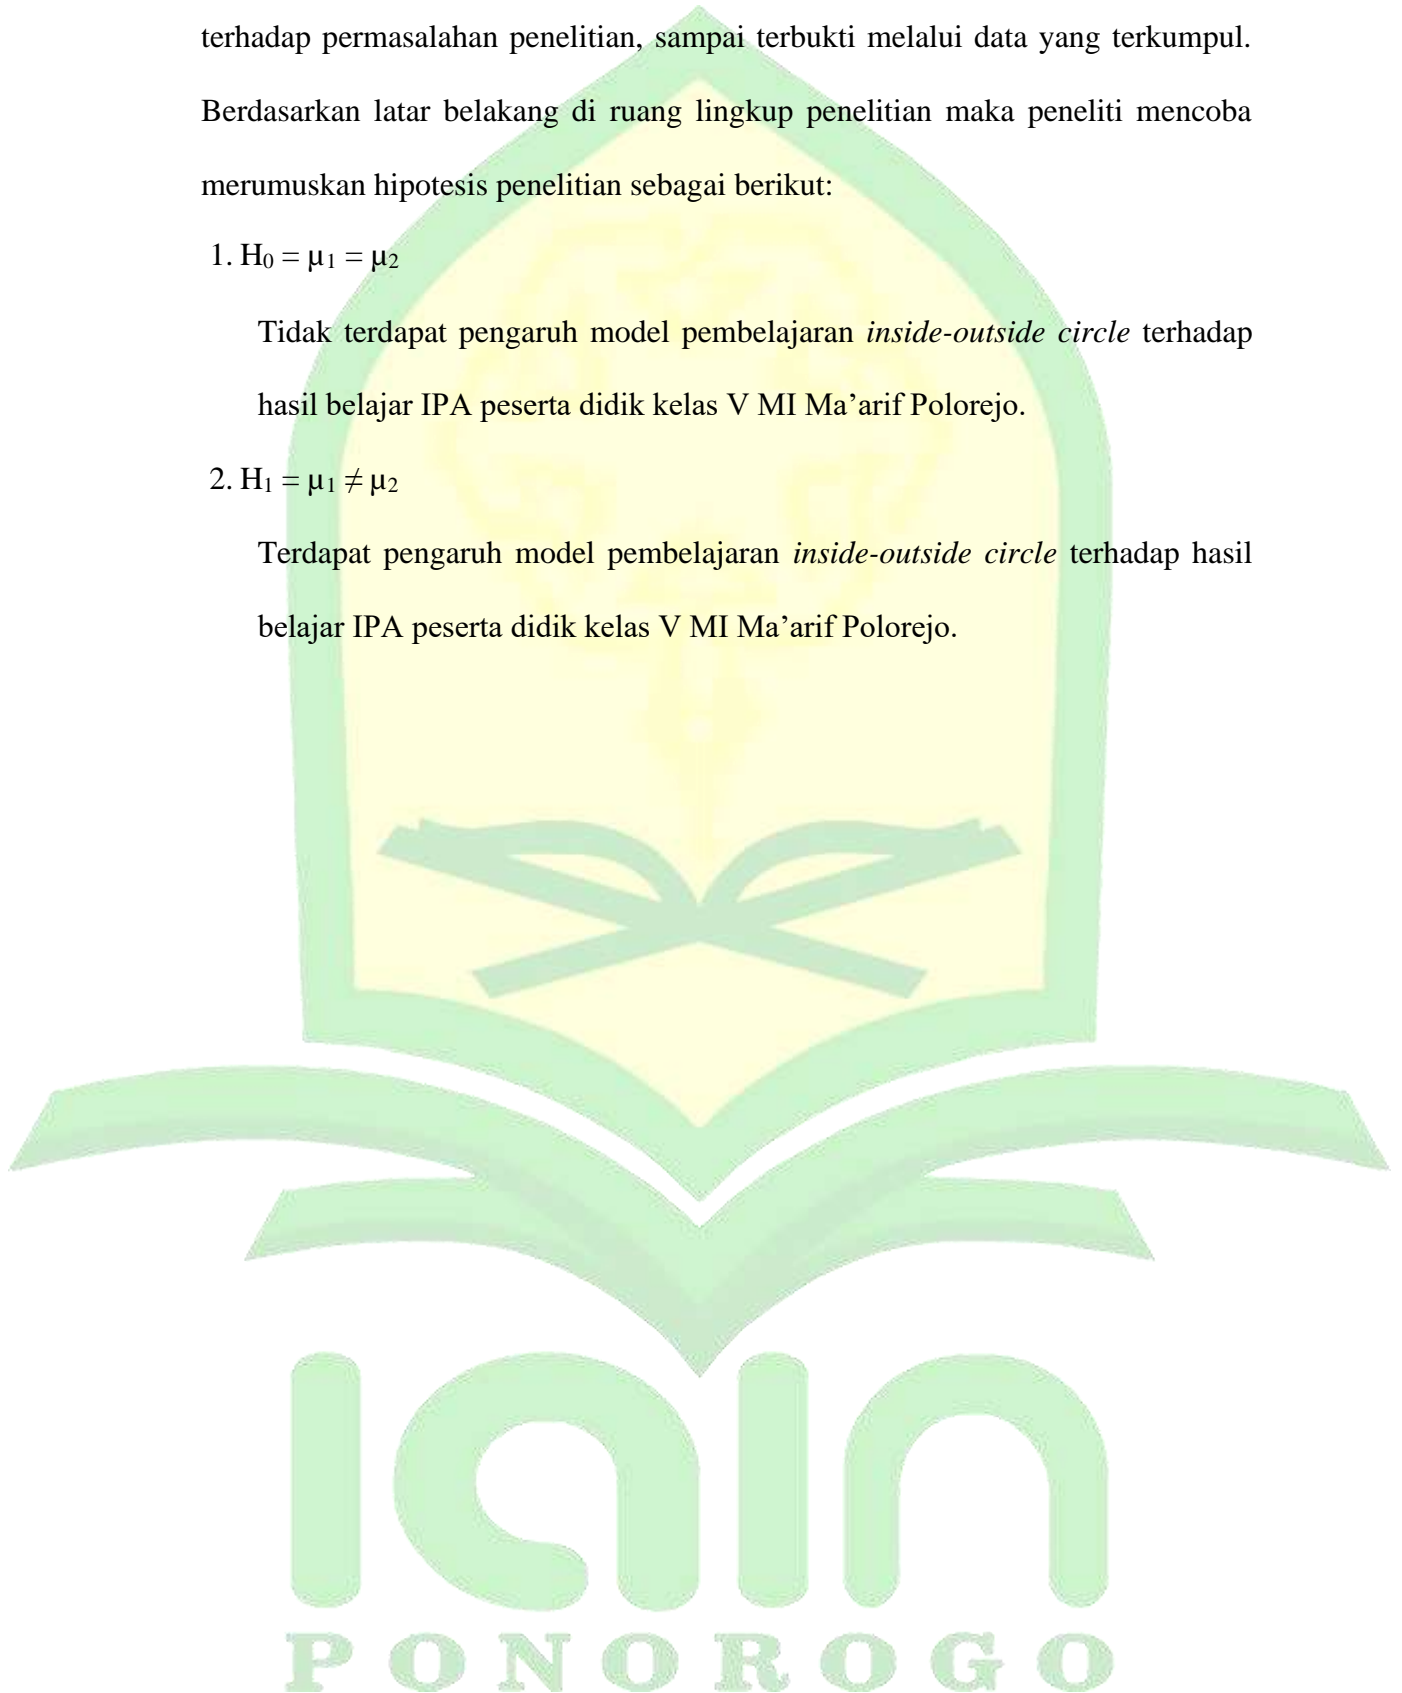 terhadap permasalahan penelitian, sampai terbukti melalui data yang terkumpul.
Berdasarkan latar belakang di ruang lingkup penelitian maka peneliti mencoba
merumuskan hipotesis penelitian sebagai berikut:
1. H₀ = µ₁ = µ₂
Tidak terdapat pengaruh model pembelajaran inside-outside circle terhadap
hasil belajar IPA peserta didik kelas V MI Ma’arif Polorejo.
2. H₁ = µ₁ ≠ µ₂
Terdapat pengaruh model pembelajaran inside-outside circle terhadap hasil
belajar IPA peserta didik kelas V MI Ma’arif Polorejo.
IAIN
PONOROGO